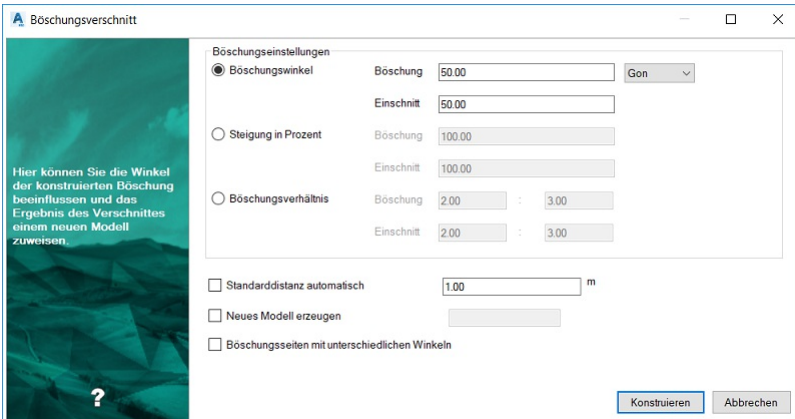 Böschungsverschnitt
Hier können Sie die Winkel
der konstruierten Böschung
beeinflussen und das
Ergebnis des Verschnittes
einem neuen Modell
zuweisen.
?
Böschungseinstellungen
Böschungswinkel Böschung 50.00 Gon
Einschnitt 50.00
Steigung in Prozent Böschung 100.00
Einschnitt 100.00
Böschungsverhältnis Böschung 2.00 : 3.00
Einschnitt 2.00 : 3.00
Standarddistanz automatisch 1.00 m
Neues Modell erzeugen
Böschungsseiten mit unterschiedlichen Winkeln
Konstruieren Abbrechen